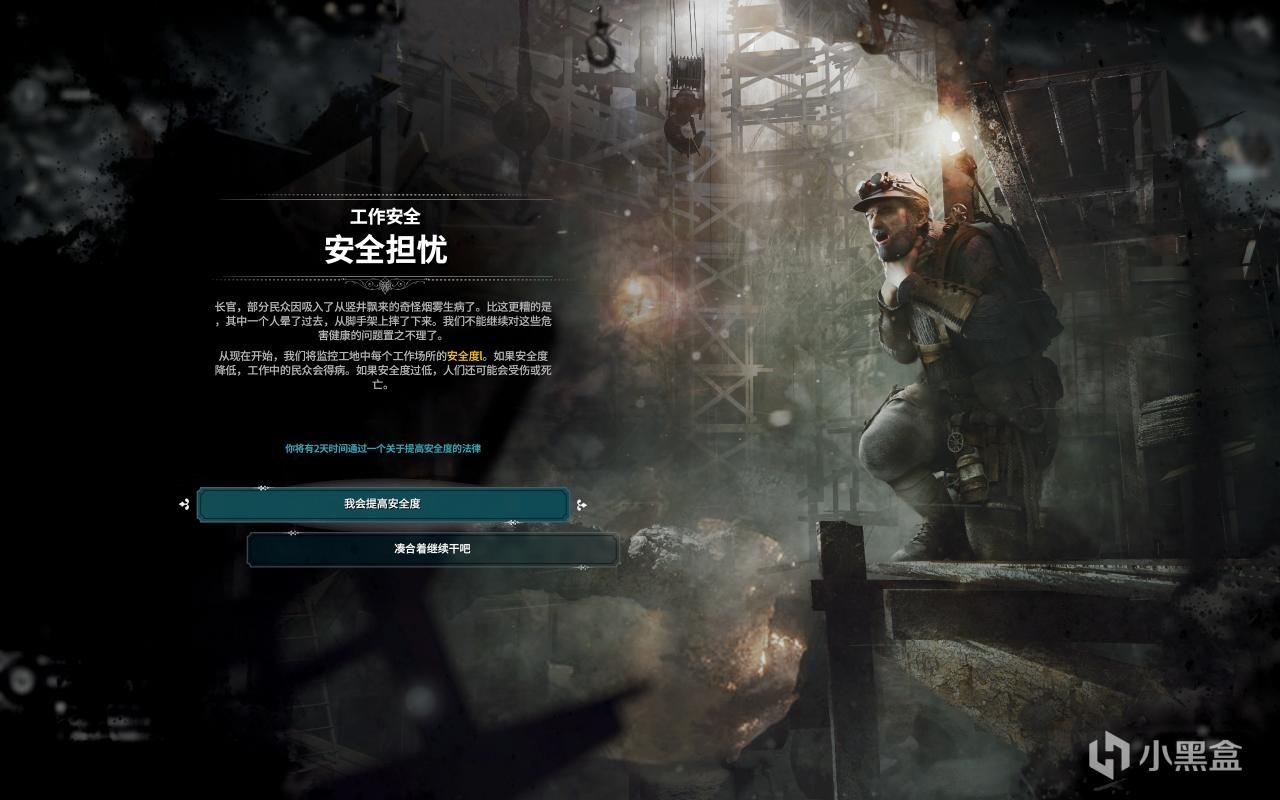 工作安全
安全担忧
长官，部分民众因吸入了从竖井飘来的奇怪烟雾生病了。比这更糟的是
，其中一个人晕了过去，从脚手架上摔了下来。我们不能继续对这些危
害健康的问题置之不理了。
从现在开始，我们将监控工地中每个工作场所的安全度l。如果安全度
降低，工作中的民众会得病。如果安全度过低，人们还可能会受伤或死
亡。
你将有2天时间通过一个关于提高安全度的法律
我会提高安全度
凑合着继续干吧
小黑盒